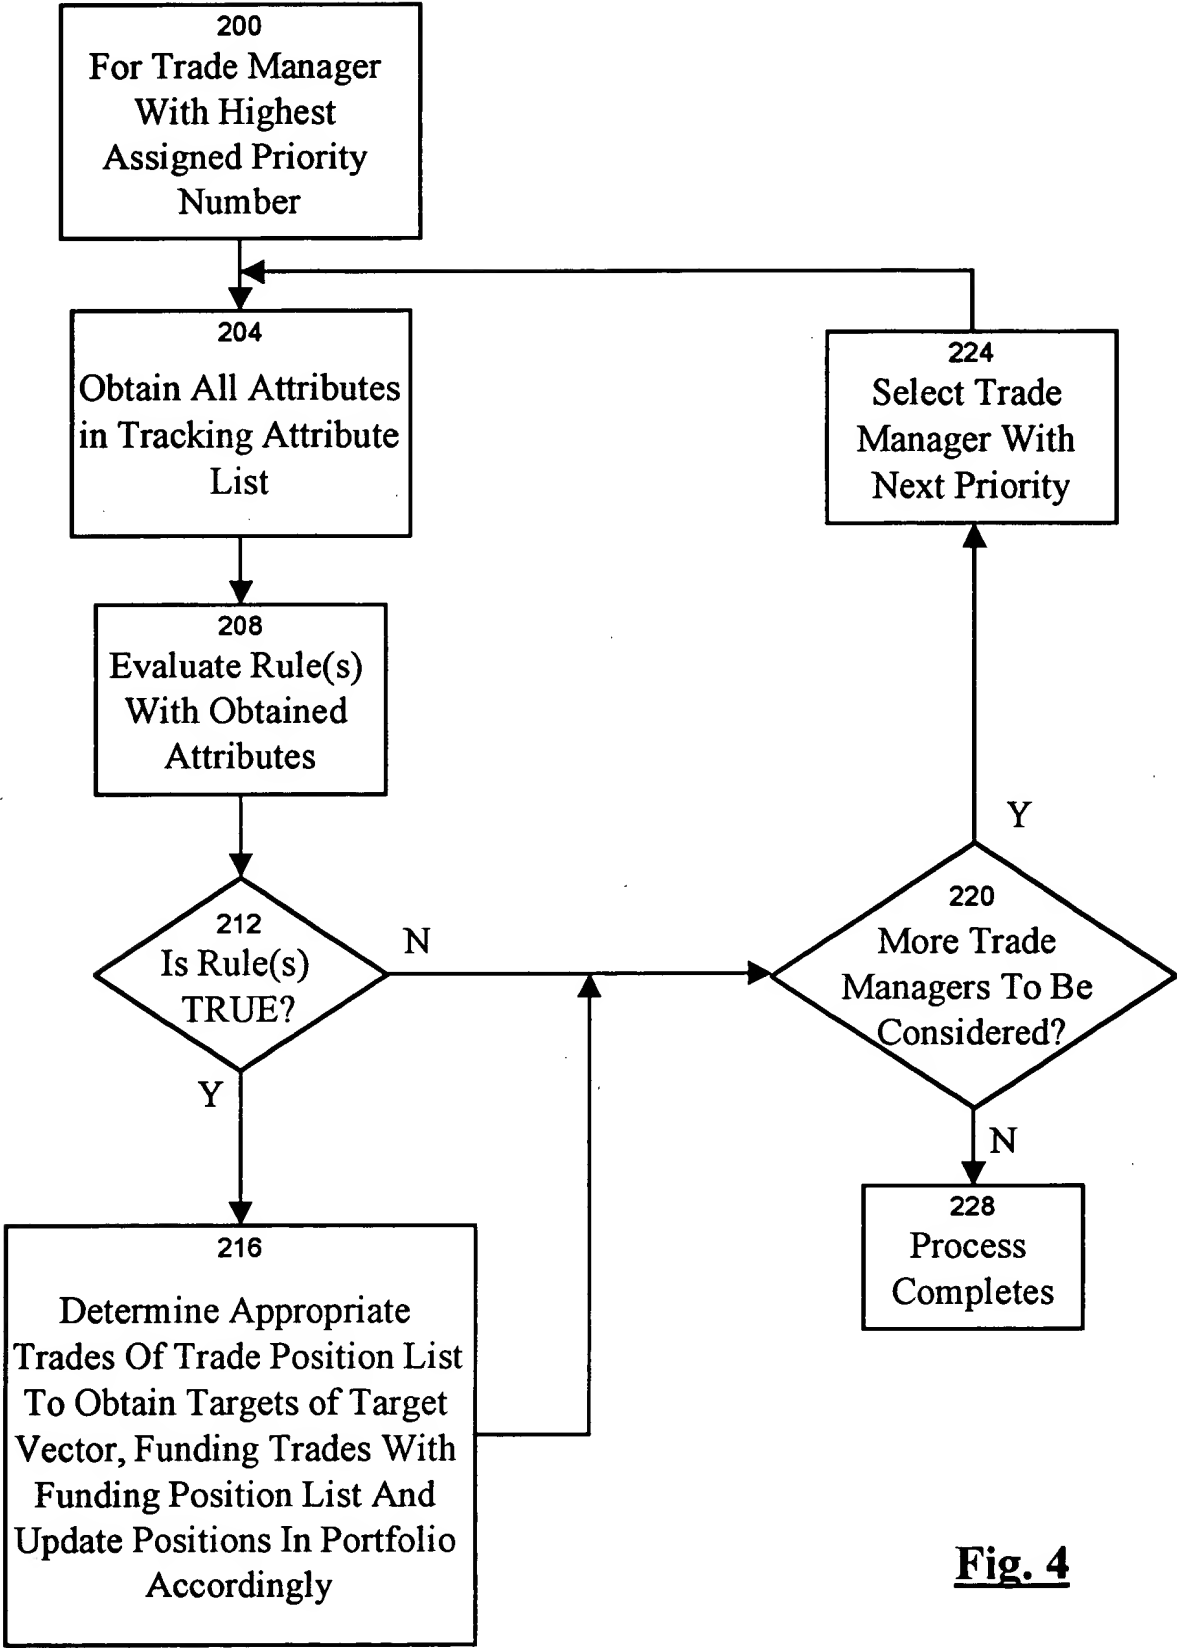 200
For Trade Manager
With Highest
Assigned Priority
Number
204
Obtain All Attributes
in Tracking Attribute
List
208
Evaluate Rule(s)
With Obtained
Attributes
212
Is Rule(s)
TRUE?
N
Y
216
Determine Appropriate
Trades Of Trade Position List
To Obtain Targets of Target
Vector, Funding Trades With
Funding Position List And
Update Positions In Portfolio
Accordingly
224
Select Trade
Manager With
Next Priority
Y
220
More Trade
Managers To Be
Considered?
N
228
Process
Completes
Fig. 4